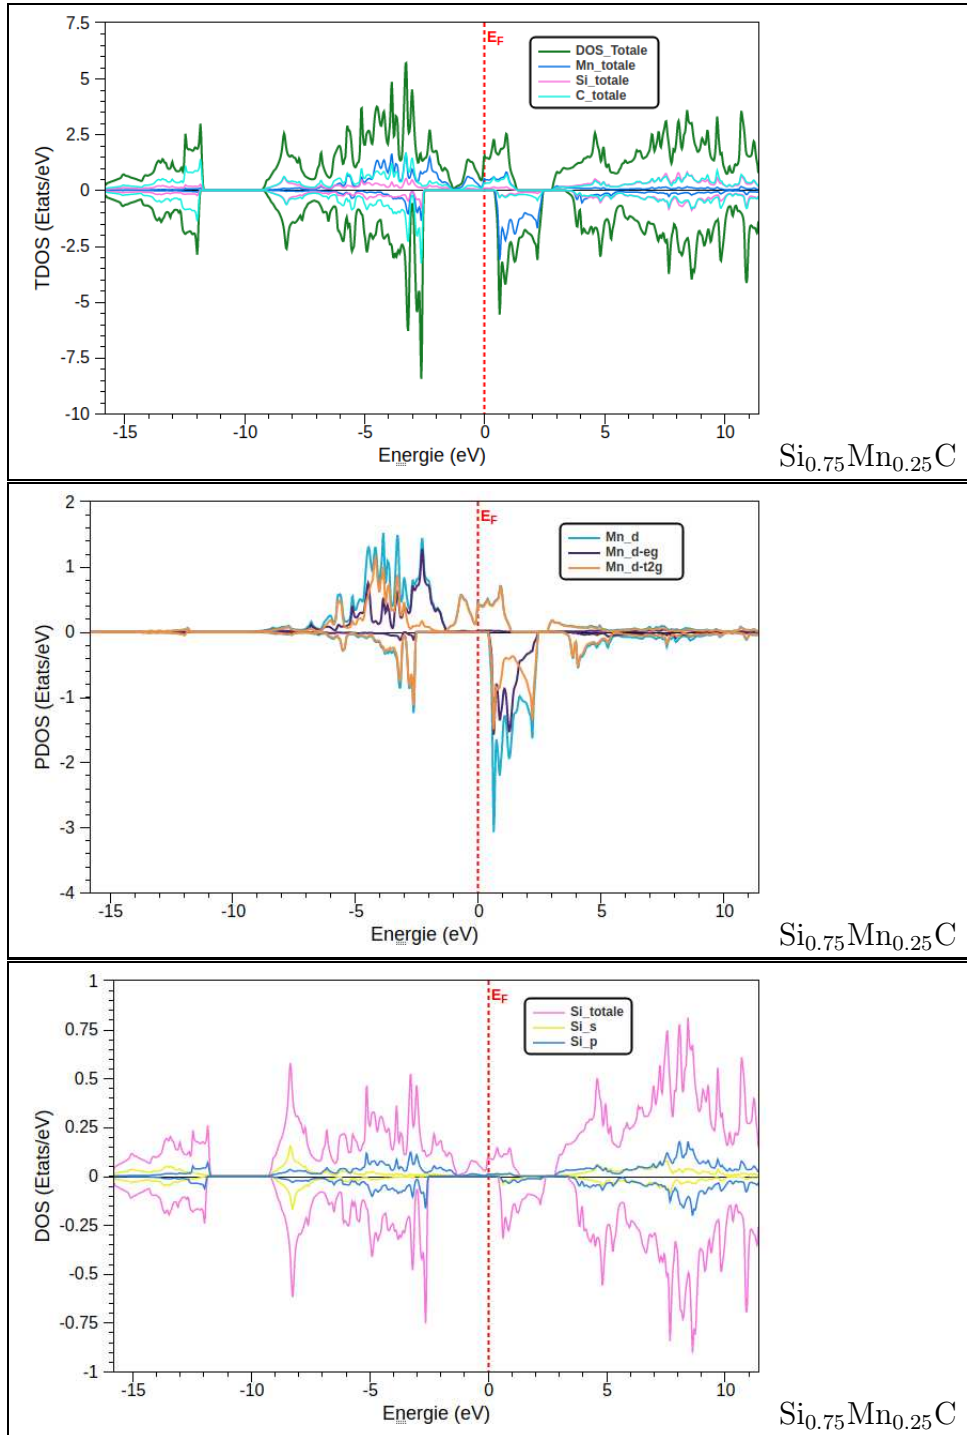 7.5
E_F
DOS_Totale
Mn_totale
Si_totale
C_totale
5
2.5
0
-2.5
-5
-7.5
-10
TDOS (Etats/eV)
-15 -10 -5 0 5 10
Energie (eV)
Si0.75Mn0.25C
2
E_F
Mn_d
Mn_d-eg
Mn_d-t2g
1
0
-1
-2
-3
-4
PDOS (Etats/eV)
-15 -10 -5 0 5 10
Energie (eV)
Si0.75Mn0.25C
1
E_F
Si_totale
Si_s
Si_p
0.75
0.5
0.25
0
-0.25
-0.5
-0.75
-1
DOS (Etats/eV)
-15 -10 -5 0 5 10
Energie (eV)
Si0.75Mn0.25C